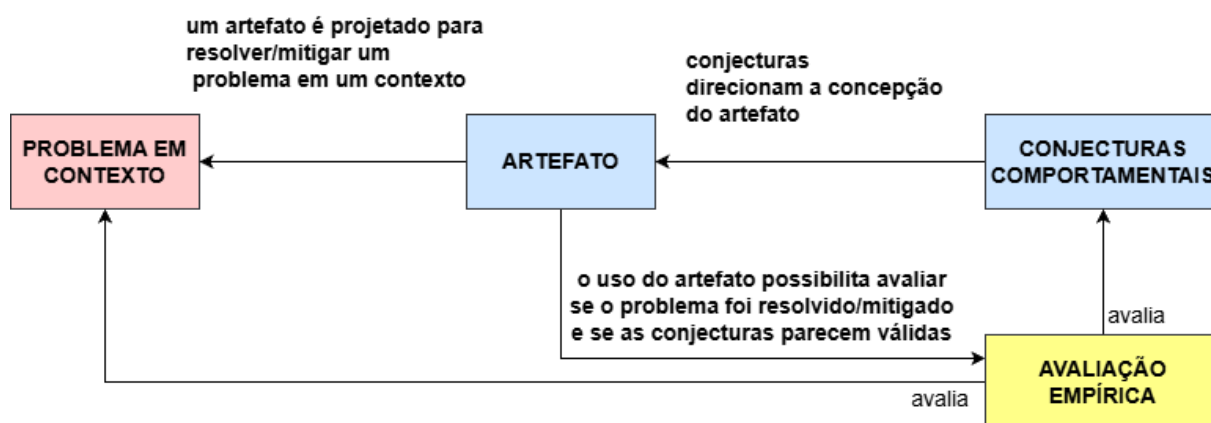 um artefato é projetado para
resolver/mitigar um
problema em um contexto
conjecturas
direcionam a concepção
do artefato
PROBLEMA EM
CONTEXTO
ARTEFATO
CONJECTURAS
COMPORTAMENTAIS
o uso do artefato possibilita avaliar
se o problema foi resolvido/mitigado
e se as conjecturas parecem válidas
avalia
AVALIAÇÃO
EMPÍRICA
avalia